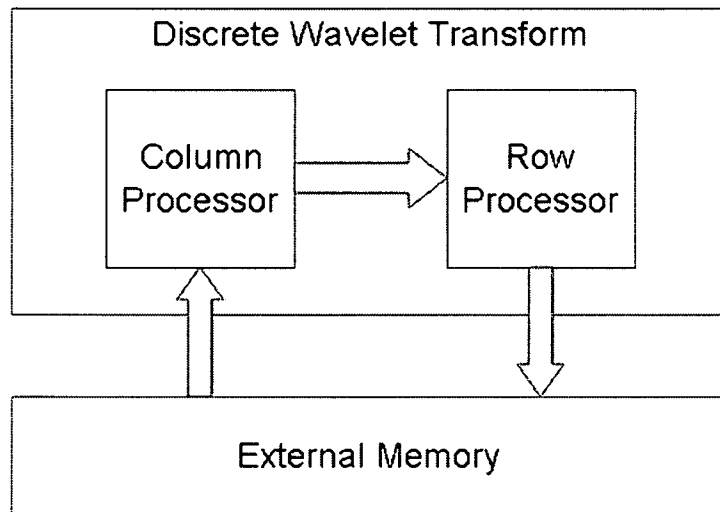 Discrete Wavelet Transform
Column
Processor
Row
Processor
External Memory